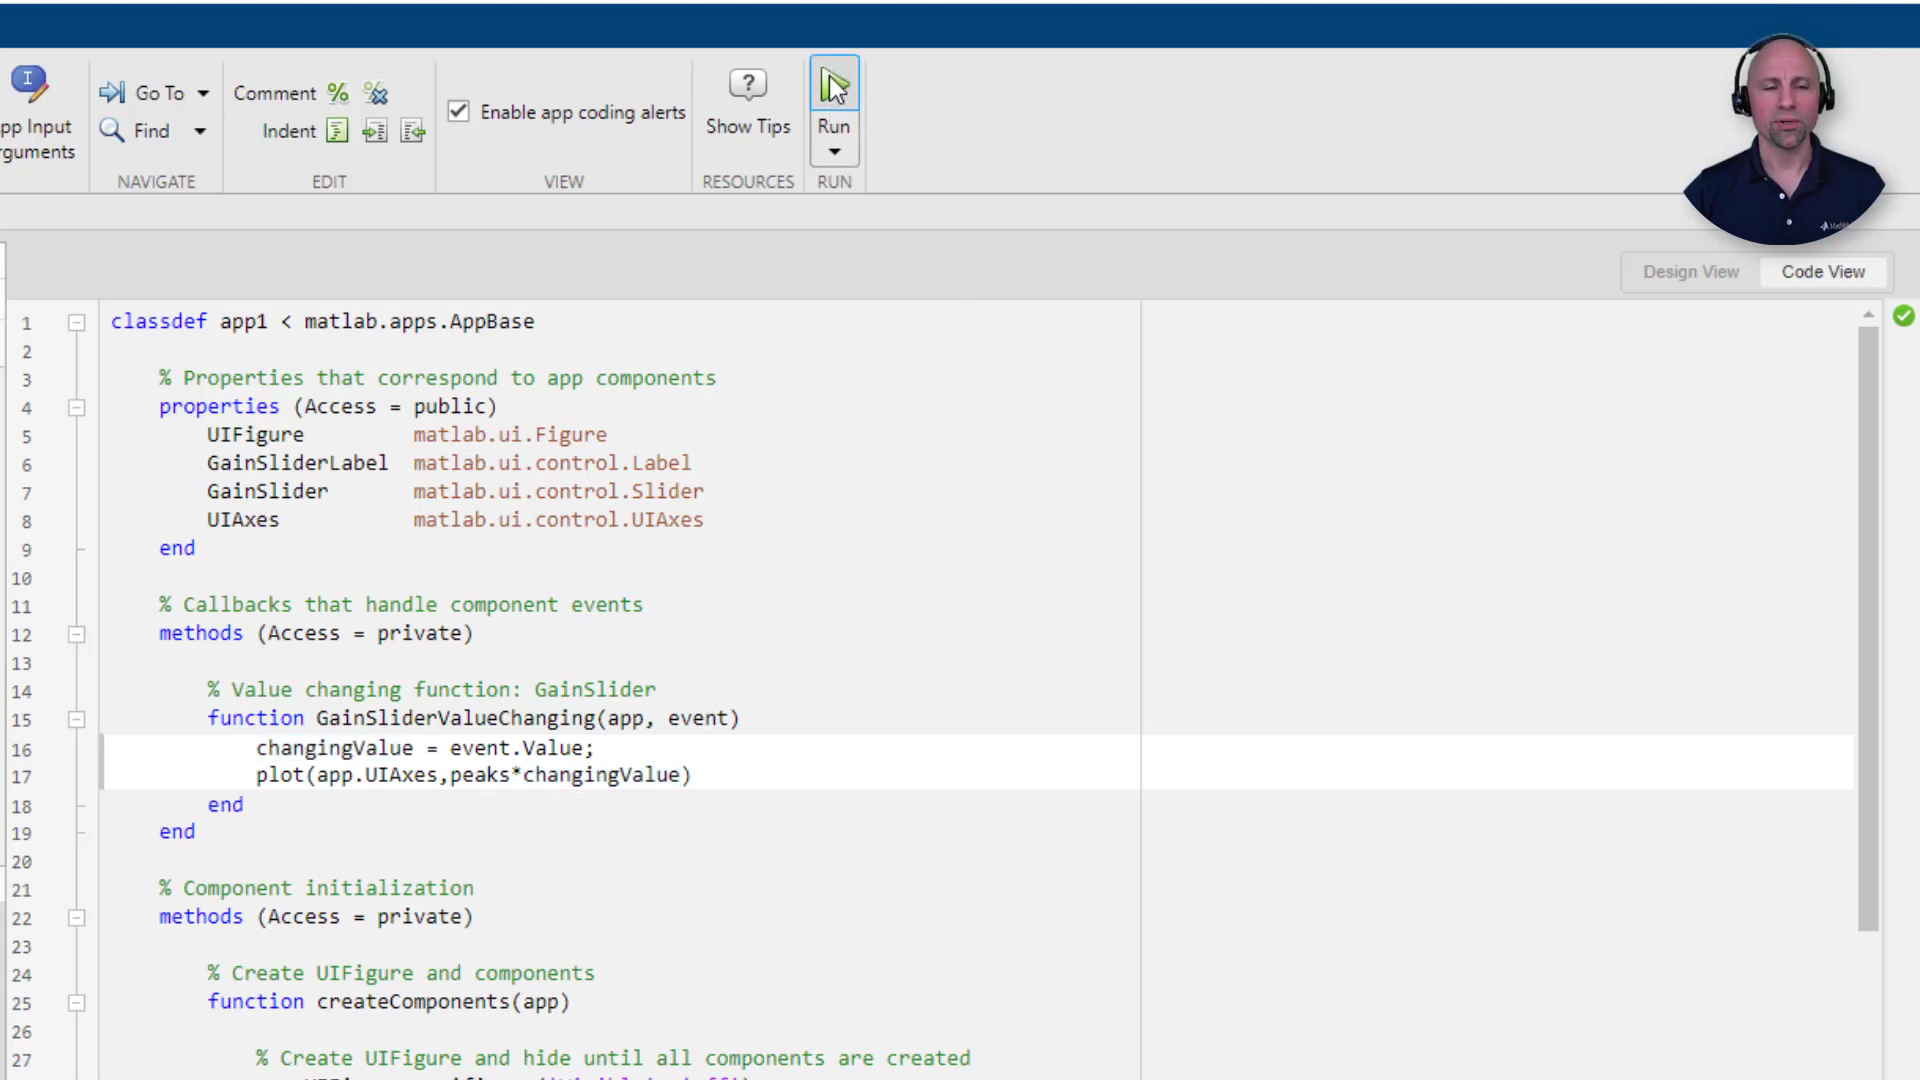 pp Input
rguments
Go To
Find
NAVIGATE
Comment
Indent
EDIT
Enable app coding alerts
VIEW
Show Tips
RESOURCES
Run
RUN
Design View
Code View
1 classdef app1 < matlab.apps.AppBase
2
3 % Properties that correspond to app components
4 properties (Access = public)
5 UIFigure matlab.ui.Figure
6 GainSliderLabel matlab.ui.control.Label
7 GainSlider matlab.ui.control.Slider
8 UIAxes matlab.ui.control.UIAxes
9 end
10
11 % Callbacks that handle component events
12 methods (Access = private)
13
14 % Value changing function: GainSlider
15 function GainSliderValueChanging(app, event)
16 changingValue = event.Value;
17 plot(app.UIAxes,peaks*changingValue)
18 end
19 end
20
21 % Component initialization
22 methods (Access = private)
23
24 % Create UIFigure and components
25 function createComponents(app)
26
27 % Create UIFigure and hide until all components are created